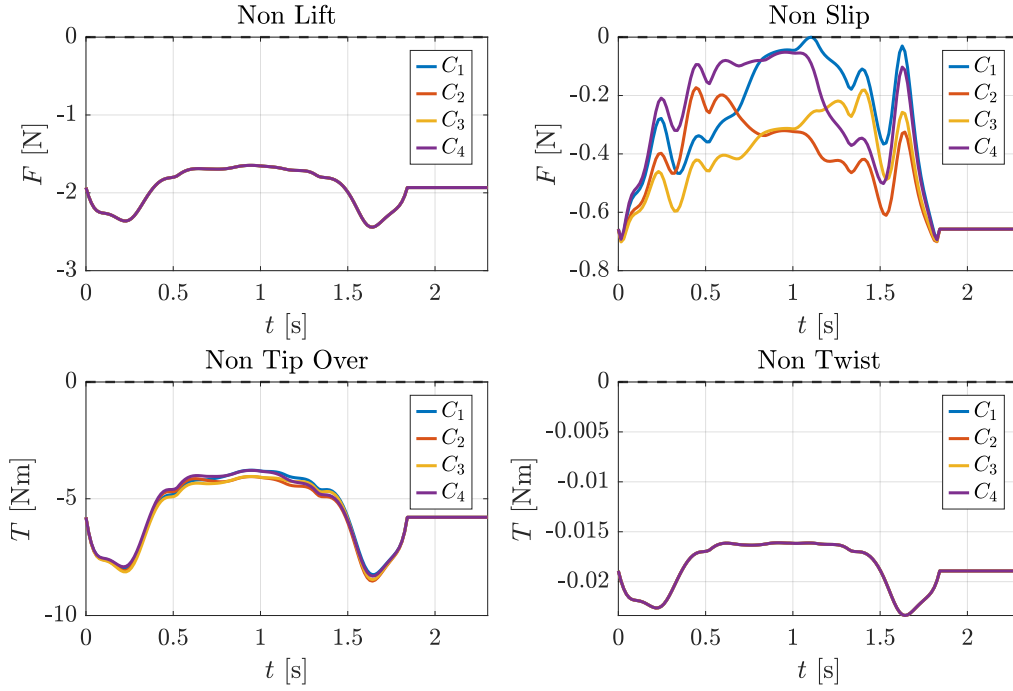 Non Lift
0
-1
-2
-3
F [N]
0 0.5 1 1.5 2
t [s]
C1
C2
C3
C4
Non Slip
0
-0.2
-0.4
-0.6
-0.8
F [N]
0 0.5 1 1.5 2
t [s]
C1
C2
C3
C4
Non Tip Over
0
-5
-10
T [Nm]
0 0.5 1 1.5 2
t [s]
C1
C2
C3
C4
Non Twist
0
-0.005
-0.01
-0.015
-0.02
T [Nm]
0 0.5 1 1.5 2
t [s]
C1
C2
C3
C4